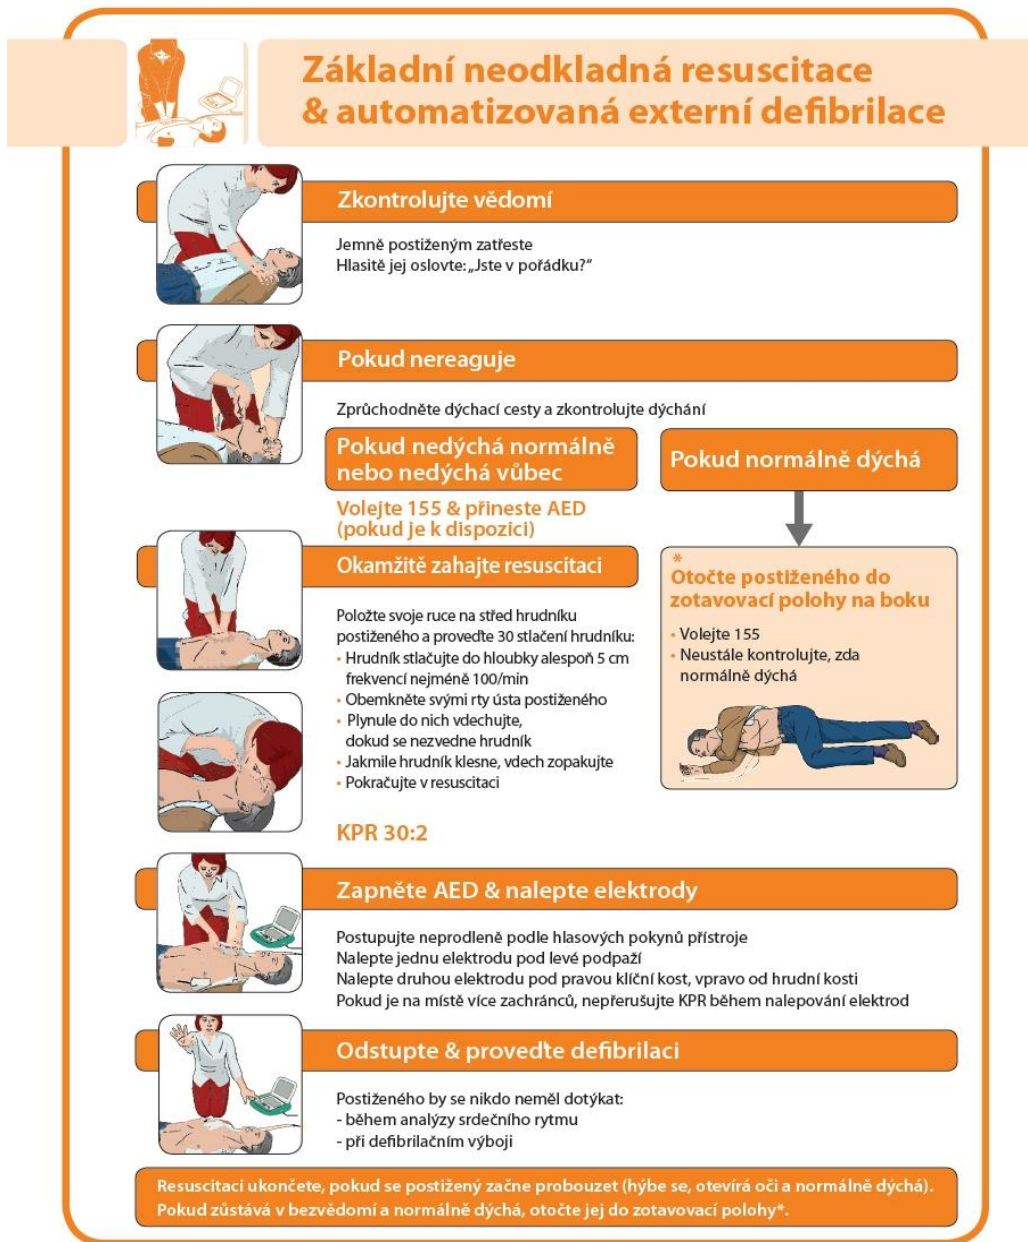 Základní neodkladná resuscitace
& automatizovaná externí defibrilace
Zkontrolujte vědomí
Jemně postiženým zatřeste
Hlasitě jej oslovte: „Jste v pořádku?“
Pokud nereaguje
Zprůchodněte dýchací cesty a zkontrolujte dýchání
Pokud nedýchá normálně
nebo nedýchá vůbec
Volejte 155 & přineste AED
(pokud je k dispozici)
Okamžitě zahajte resuscitaci
Položte svoje ruce na střed hrudníku
postiženého a proveďte 30 stlačení hrudníku:
• Hrudník stlačujte do hloubky alespoň 5 cm
frekvencí nejméně 100/min
• Obemkněte svými rty ústa postiženého
• Plynule do nich vdechujte,
dokud se nezvedne hrudník
• Jakmile hrudník klesne, vdech zopakujte
• Pokračujte v resuscitaci
KPR 30:2
Pokud normálně dýchá
*
Otočte postiženého do
zotavovací polohy na boku
• Volejte 155
• Neustále kontrolujte, zda
normálně dýchá
Zapněte AED & nalepte elektrody
Postupujte neprodleně podle hlasových pokynů přístroje
Nalepte jednu elektrodu pod levé podpaží
Nalepte druhou elektrodu pod pravou klíční kost, vpravo od hrudní kosti
Pokud je na místě více zachránců, nepřerušujte KPR během nalepování elektrod
Odstupte & proveďte defibrilaci
Postiženého by se nikdo neměl dotýkat:
- během analýzy srdečního rytmu
- při defibrilačním výboji
Resuscitaci ukončete, pokud se postižený začne probouzet (hýbe se, otevírá oči a normálně dýchá).
Pokud zůstává v bezvědomí a normálně dýchá, otočte jej do zotavovací polohy*.